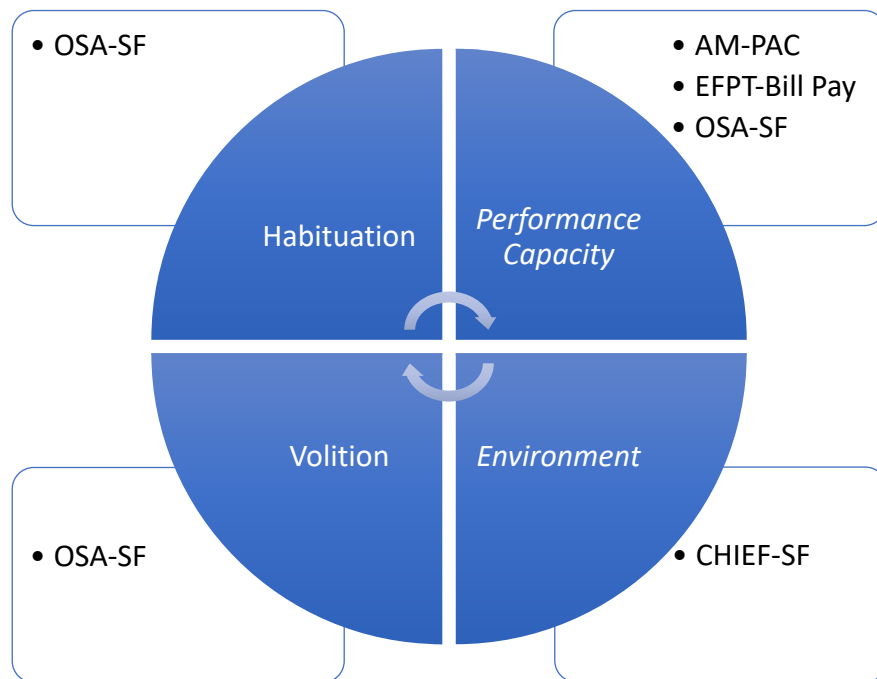 • OSA-SF
• AM-PAC
• EFPT-Bill Pay
• OSA-SF
Habituation
Performance
Capacity
Volition
Environment
• OSA-SF
• CHIEF-SF